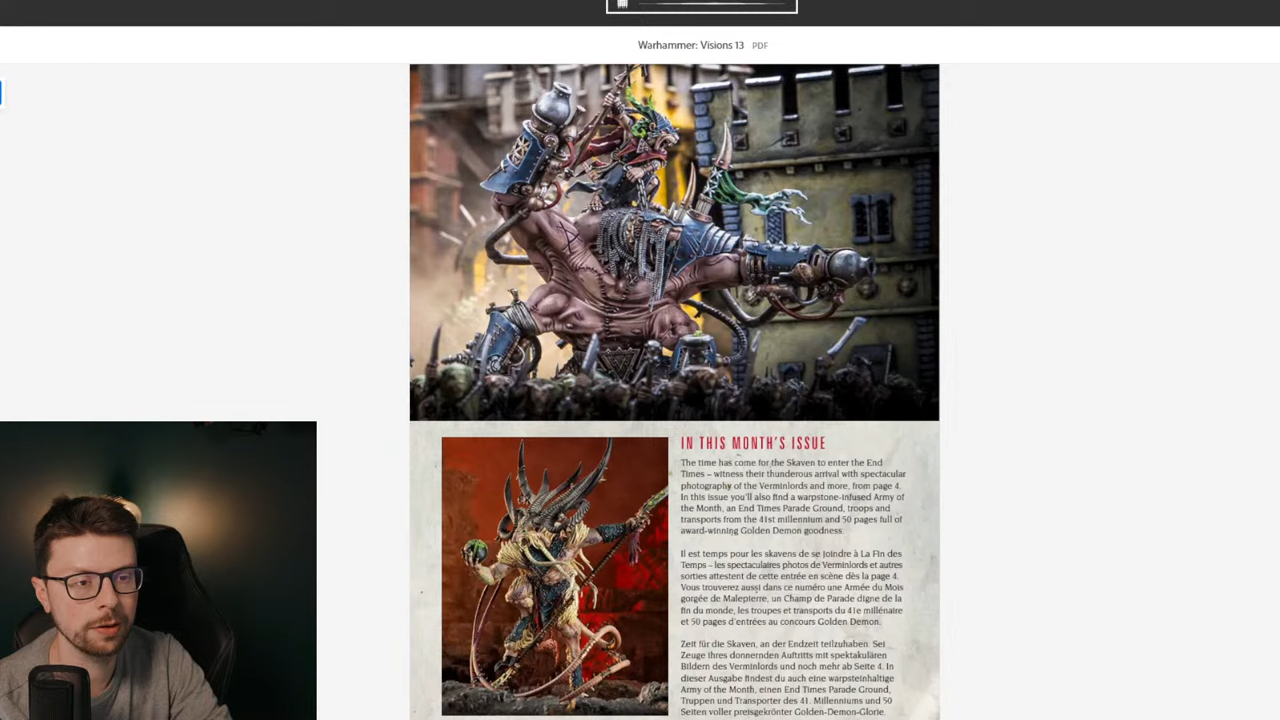 Warhammer: Visions 13 PDF
IN THIS MONTH'S ISSUE
The time has come for the Skaven to enter the End
Times – witness their thunderous arrival with spectacular
photography of the Verminlords and more, from page 4.
In this issue you'll also find a warpstone-infused Army of
the Month, an End Times Parade Ground, troops and
transports from the 41st millennium and 50 pages full of
award-winning Golden Demon goodness.
Il est temps pour les skavens de se joindre à La Fin des
Temps – les spectaculaires photos de Verminlords et autres
sorties attestent de cette entrée en scène dès la page 4.
Vous trouverez aussi dans ce numéro une Armée du Mois
gorgée de Malepierre, un Champ de Parade digne de la
fin du monde, les troupes et transports du 41e millénaire
et 50 pages d'entrées au concours Golden Demon.
Zeit für die Skaven, an der Endzeit teilzuhaben. Sei
Zeuge ihres donnernden Auftritts mit spektakulären
Bildern des Verminlords und noch mehr ab Seite 4. In
dieser Ausgabe findest du auch eine warpsteinhaltige
Army of the Month, einen End Times Parade Ground,
Truppen und Transporter des 41. Millenniums und 50
Seiten voller preisgekrönter Golden-Demon-Glorie.